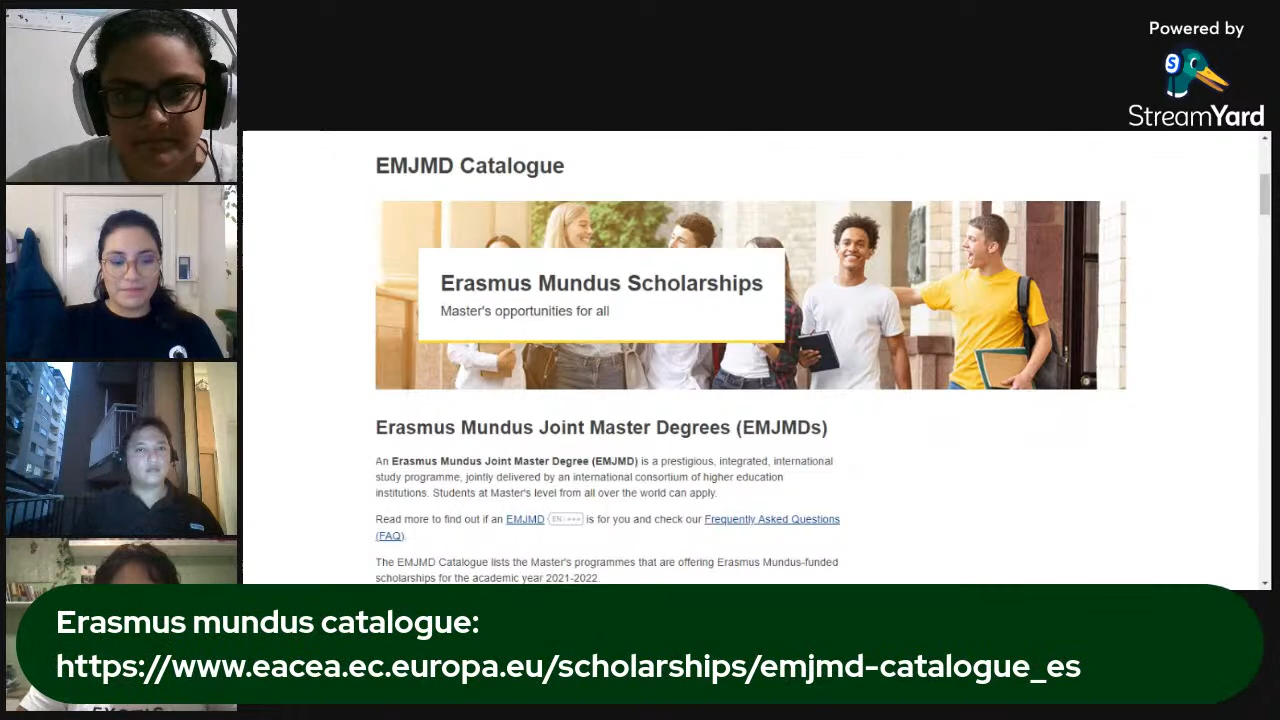 Powered by
S
StreamYard
EMJMD Catalogue
Erasmus Mundus Scholarships
Master's opportunities for all
Erasmus Mundus Joint Master Degrees (EMJMDs)
An Erasmus Mundus Joint Master Degree (EMJMD) is a prestigious, integrated, international
study programme, jointly delivered by an international consortium of higher education
institutions. Students at Master's level from all over the world can apply.
Read more to find out if an EMJMD EN is for you and check our Frequently Asked Questions
(FAQ).
The EMJMD Catalogue lists the Master's programmes that are offering Erasmus Mundus-funded
scholarships for the academic year 2021-2022.
Erasmus mundus catalogue:
https://www.eacea.ec.europa.eu/scholarships/emjmd-catalogue_es